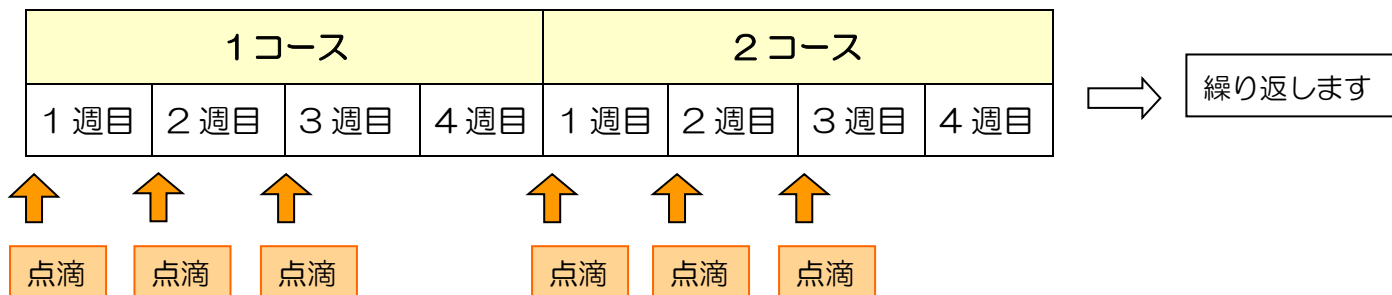 1コース 2コース
1週目 2週目 3週目 4週目 1週目 2週目 3週目 4週目
繰り返します
点滴 点滴 点滴 点滴 点滴 点滴